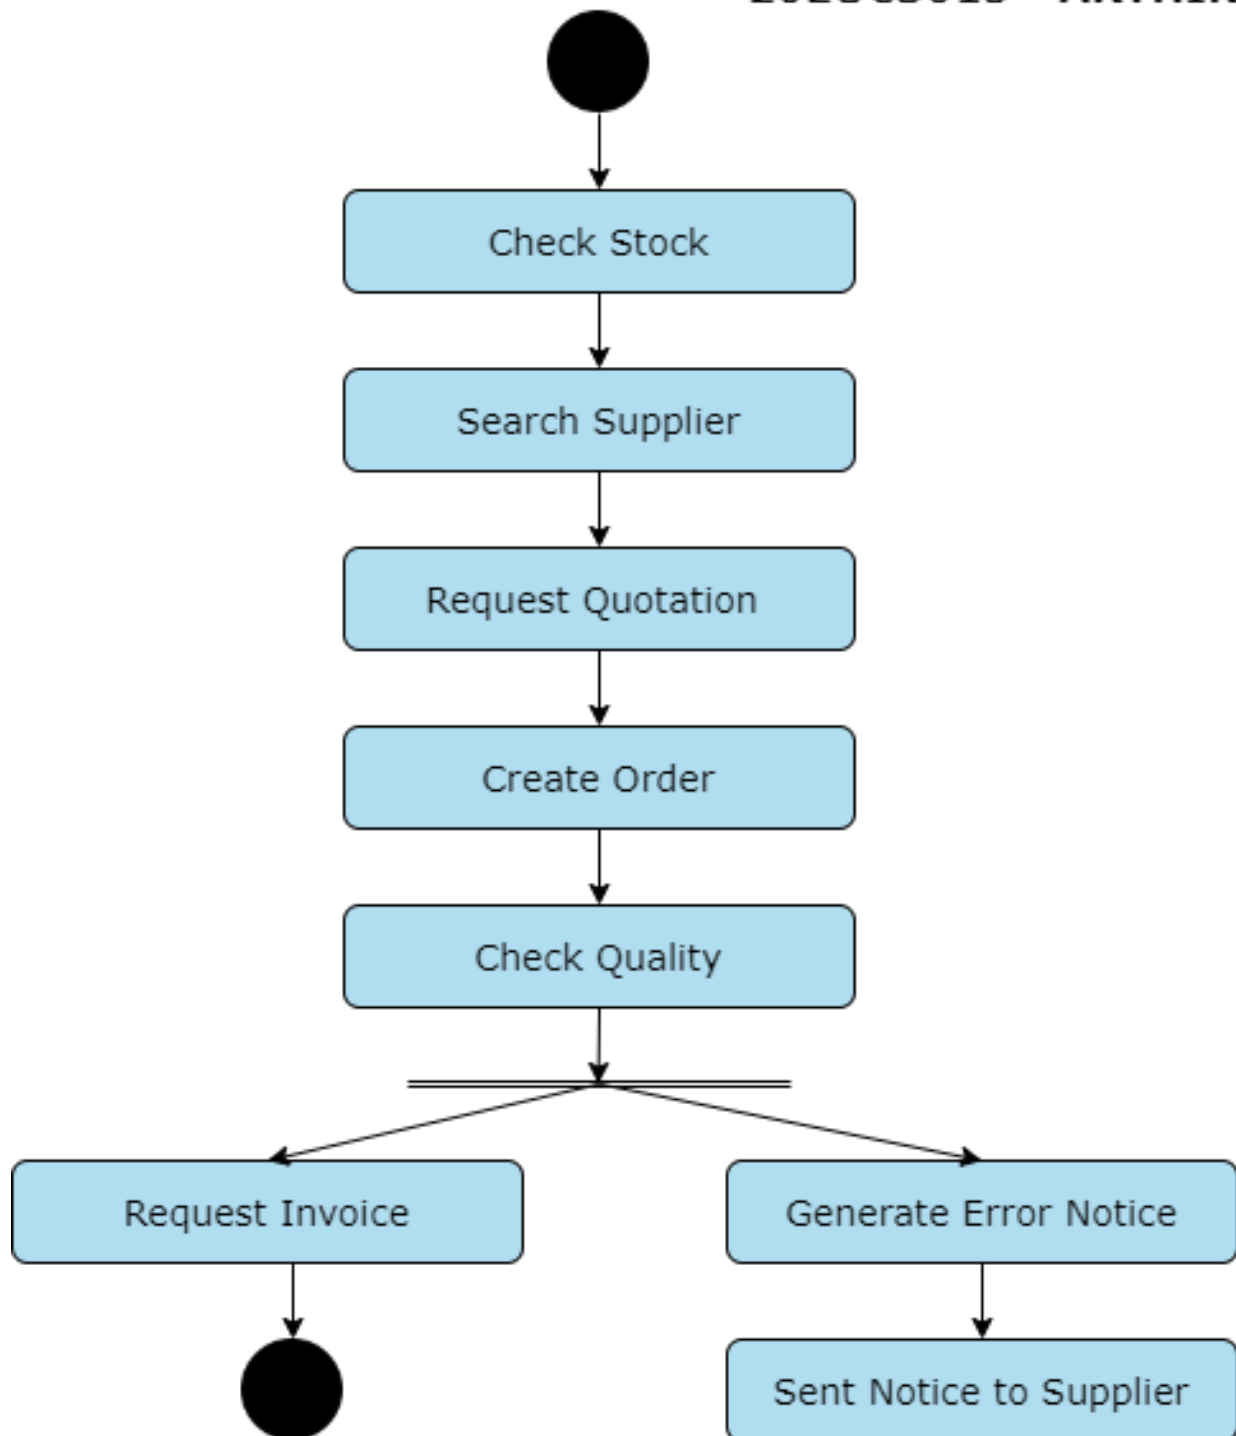 Check Stock
Search Supplier
Request Quotation
Create Order
Check Quality
Request Invoice
Generate Error Notice
Sent Notice to Supplier